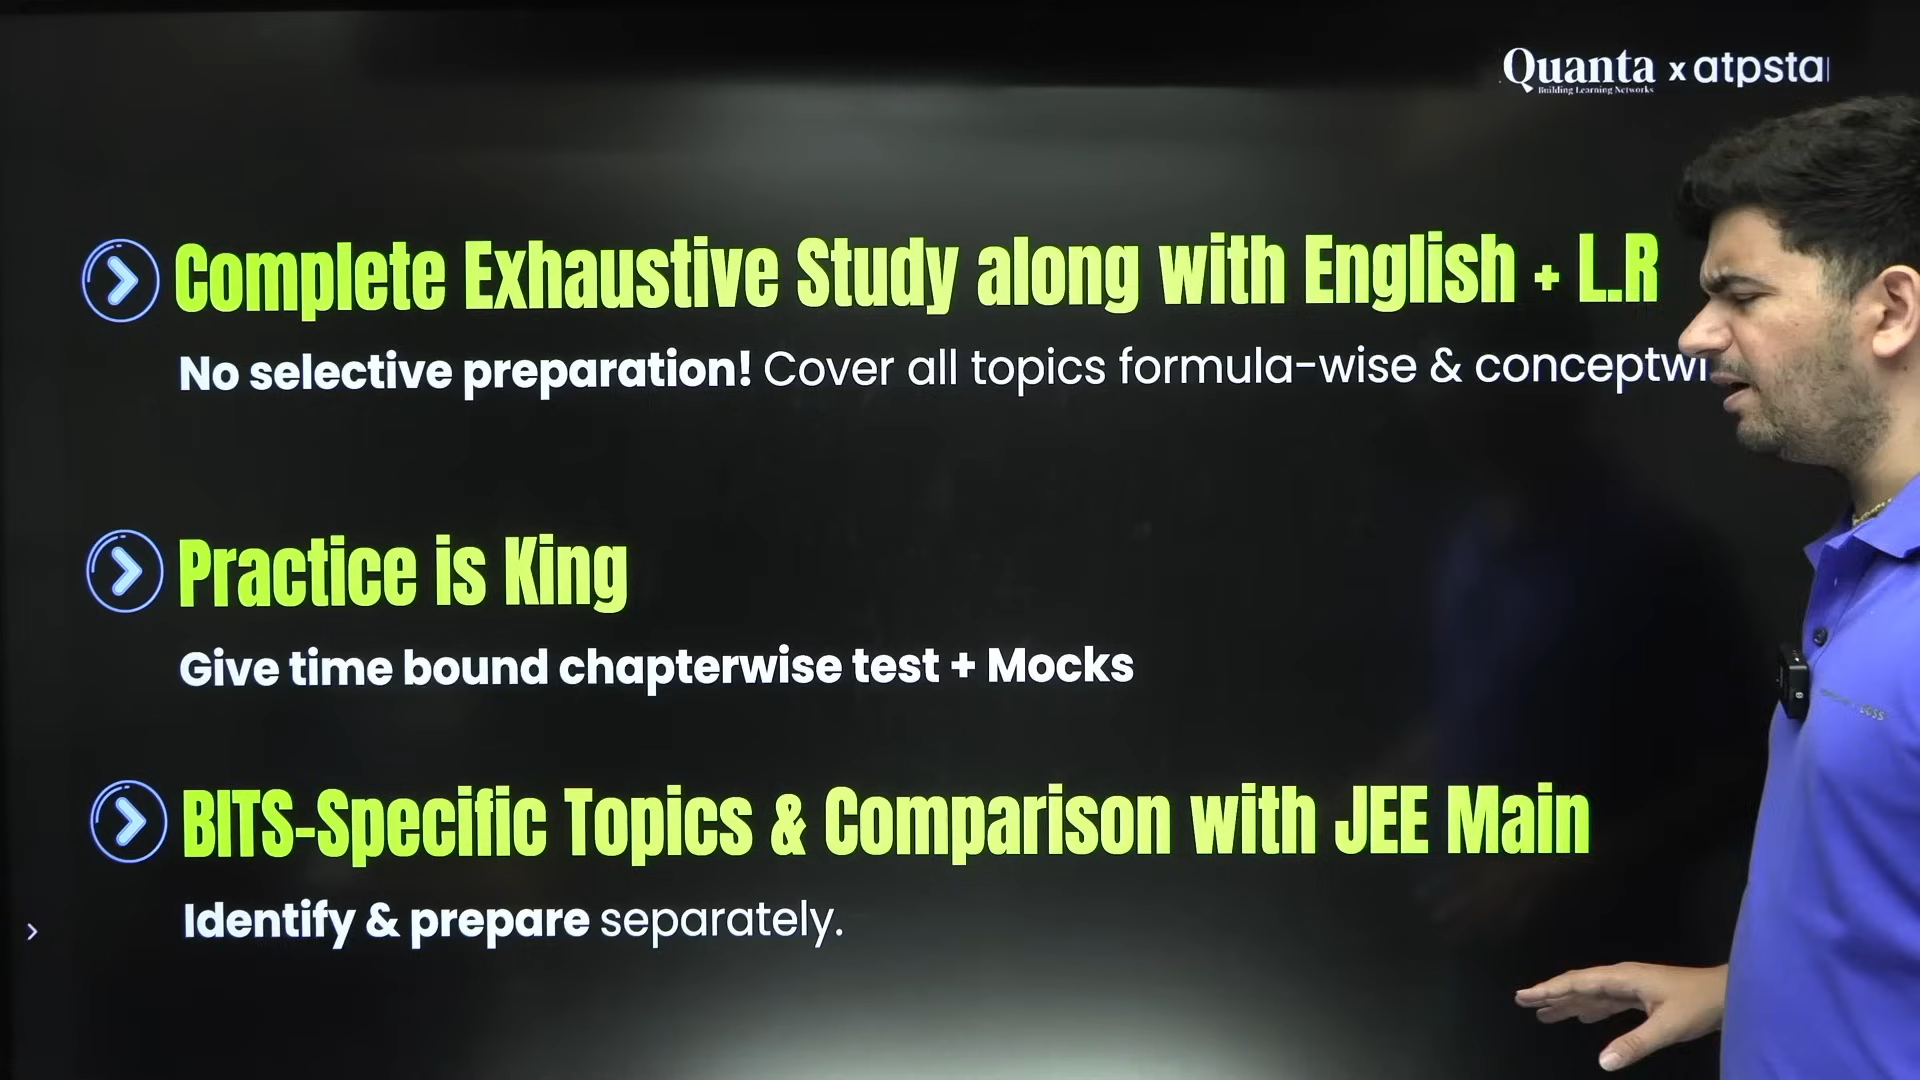 Quanta x atpsta
Building Learning Networks
Complete Exhaustive Study along with English + L.R
No selective preparation! Cover all topics formula-wise &
Practice is King
Give time bound chapterwise test + Mocks
BITS-Specific Topics & Comparison with JEE Main
Identify & prepare separately.